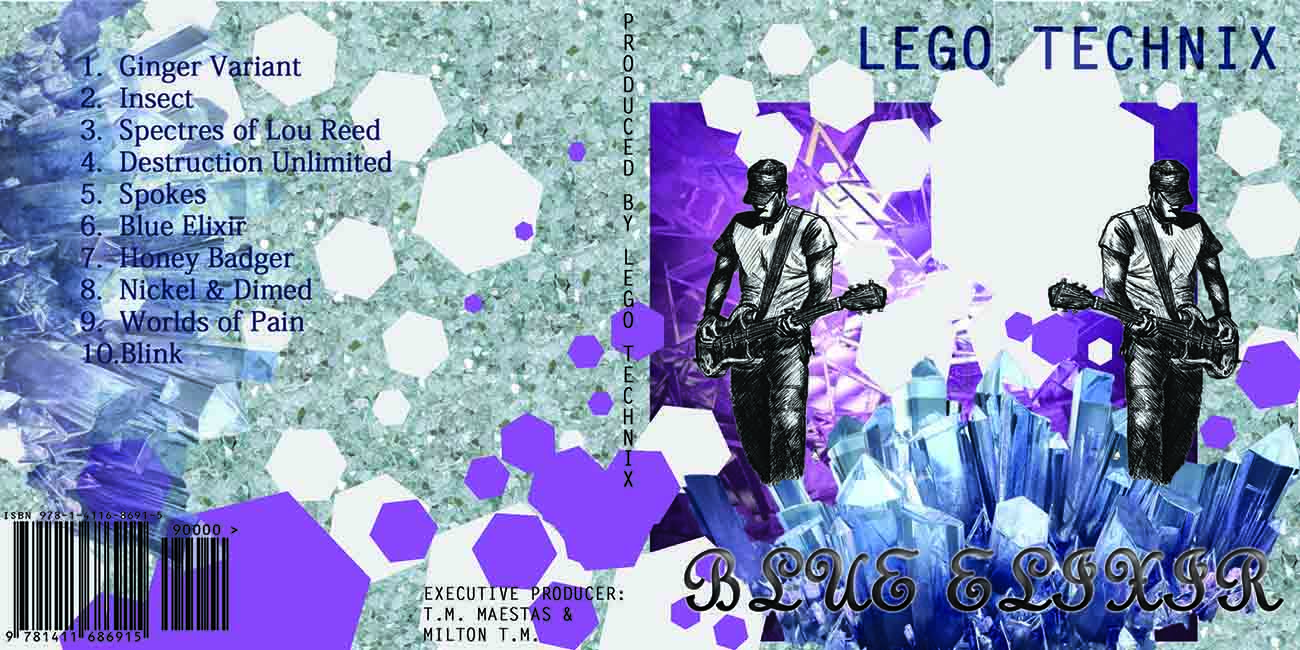 1. Ginger Variant
2. Insect
3. Spectres of Lou Reed
4. Destruction Unlimited
5. Spokes
6. Blue Elixir
7. Honey Badger
8. Nickel & Dimed
9. Worlds of Pain
10.Blink
ISBN 978-1-4116-8691-5
90000 >
9 781411 686915
EXECUTIVE PRODUCER:
T.M. MAESTAS &
MILTON T.M.
PRODUCED BY LEGO TECHNIX
LEGO TECHNIX
BLUE ELIXIR